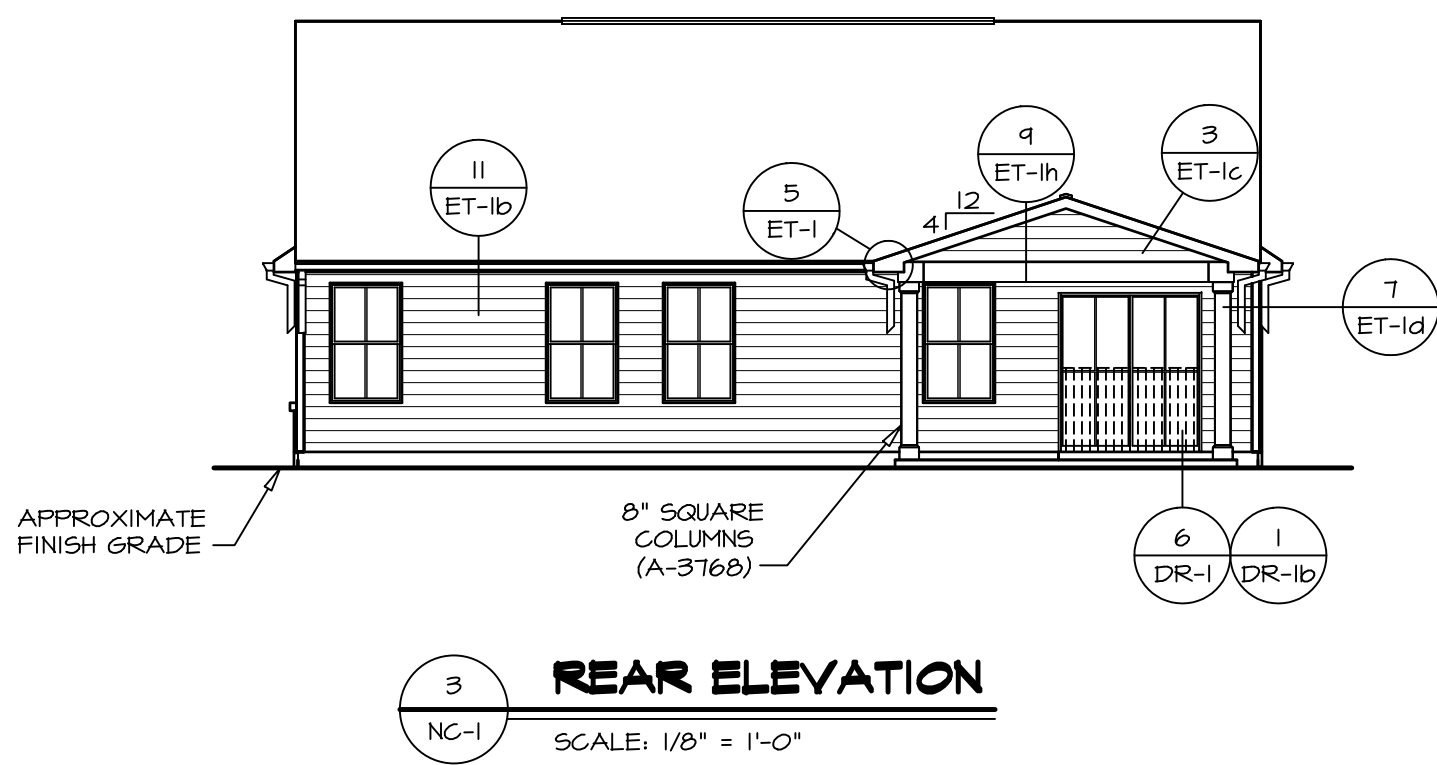 11
ET-1b
5
ET-1
9
ET-1h
3
ET-1c
12
4
7
ET-1d
APPROXIMATE
FINISH GRADE
8" SQUARE
COLUMNS
(A-3768)
6
DR-1
1
DR-1b
3
NC-1
REAR ELEVATION
SCALE: 1/8" = 1'-0"